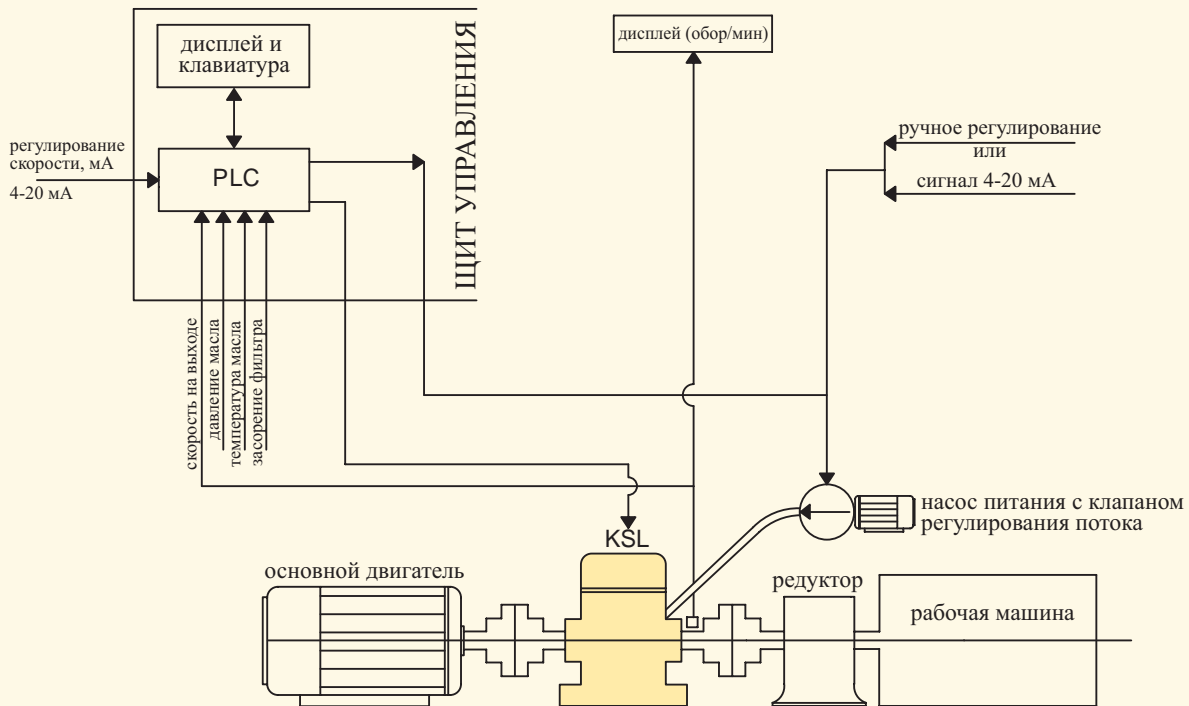 дисплей и
клавиатура
ЩИТ УПРАВЛЕНИЯ
дисплей (обор/мин)
регулирование
скорости, мА
4-20 мА
PLC
ручное регулирование
или
сигнал 4-20 мА
скорость на выходе
давление масла
температура масла
засорение фильтра
насос питания с клапаном
регулирования потока
KSL
основной двигатель
редуктор
рабочая машина